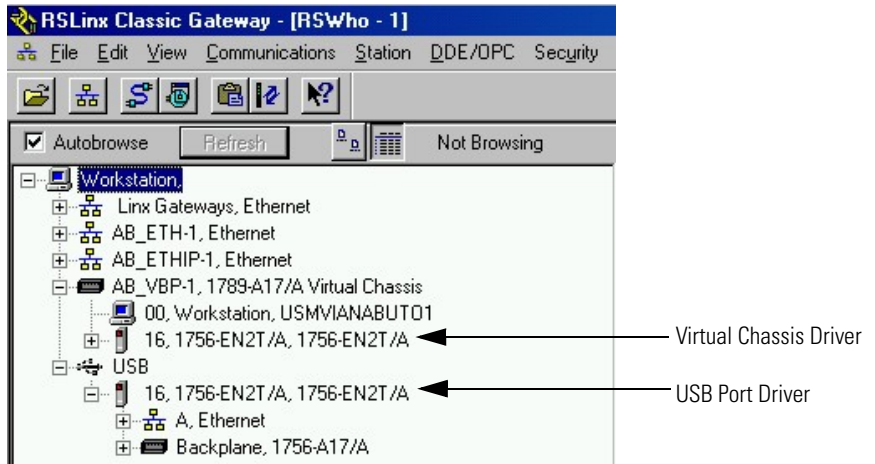 RSLinx Classic Gateway - [RSWho - 1]
File Edit View Communications Station DDE/OPC Security
Autobrowse Refresh Not Browsing
Workstation,
Linx Gateways, Ethernet
AB_ETH-1, Ethernet
AB_ETHIP-1, Ethernet
AB_VBP-1, 1789-A17/A Virtual Chassis
00, Workstation, USMVIANABUTO1
16, 1756-EN2T/A, 1756-EN2T/A
Virtual Chassis Driver
USB
16, 1756-EN2T/A, 1756-EN2T/A
USB Port Driver
A, Ethernet
Backplane, 1756-A17/A